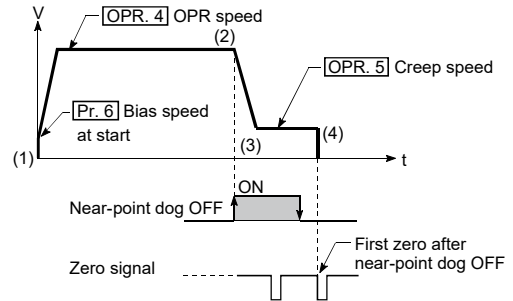 V
OPR. 4 OPR speed
(2)
OPR. 5 Creep speed
Pr. 6 Bias speed
at start
(1)
(3)
(4)
t
ON
Near-point dog OFF
First zero after
near-point dog OFF
Zero signal